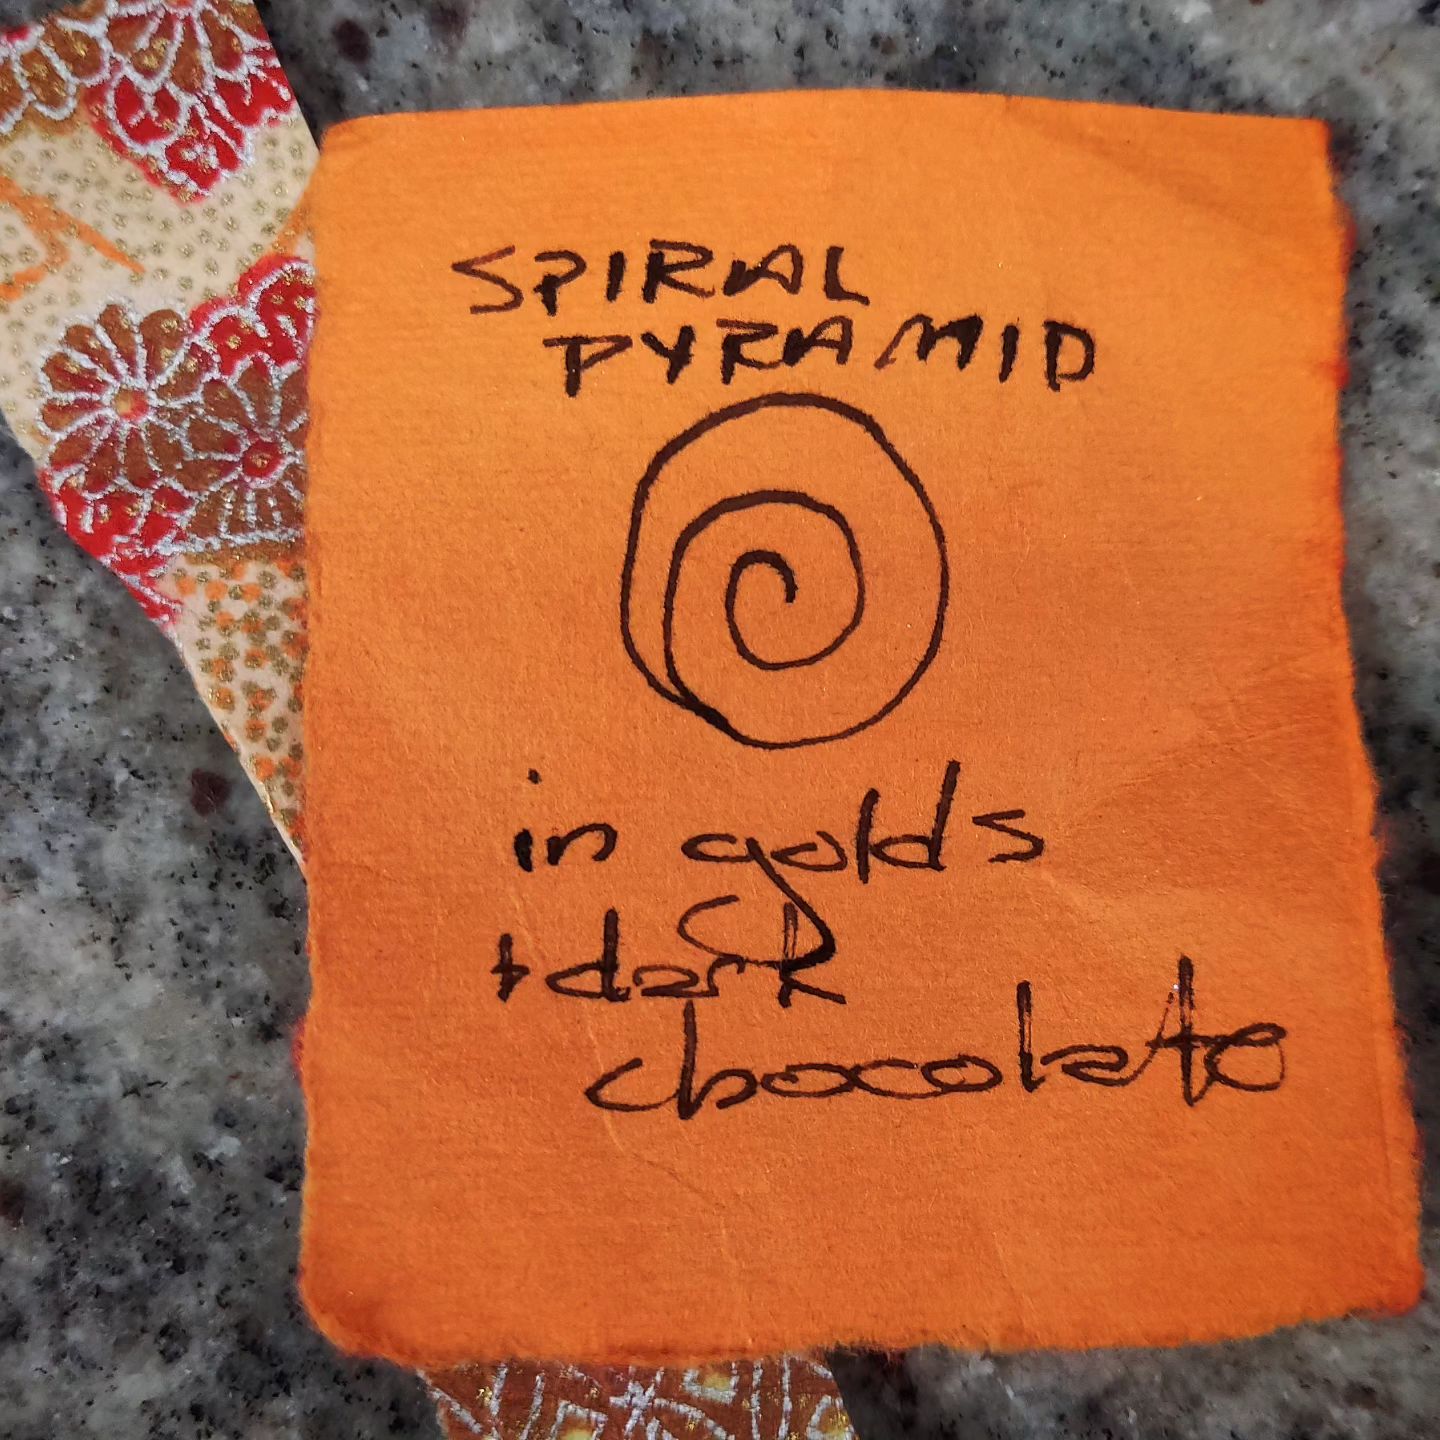 SPIRAL
PYRAMID
in golds
+ dark
chocolate